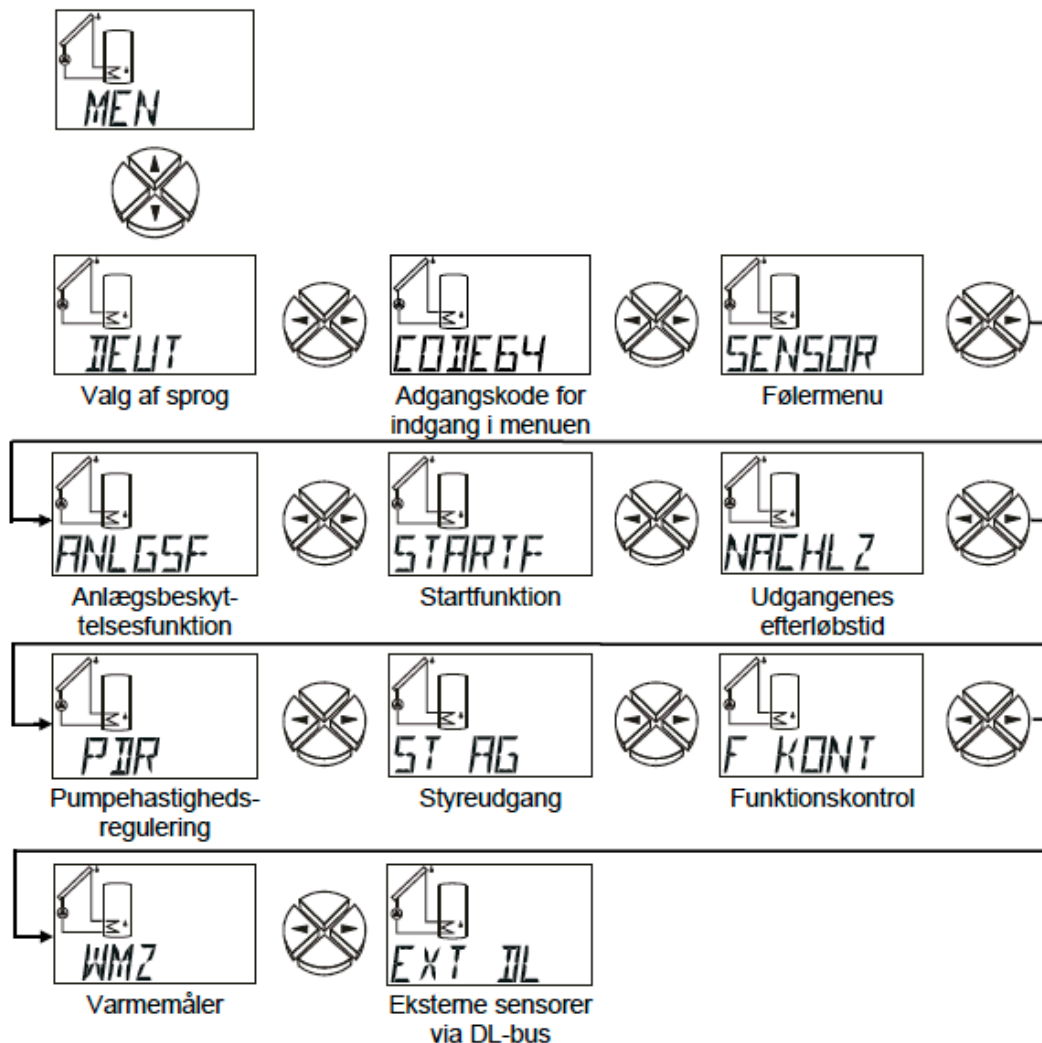 MEN
DEUT
CODE64
SENSOR
Valg af sprog
Adgangskode for
indgang i menuen
Følermenu
ANLGSF
STARTF
NACHLZ
Anlægsbeskyt-
telsesfunktion
Startfunktion
Udgangenes
efterløbstid
PDR
ST AG
F KONT
Pumpehastigheds-
regulering
Styreudgang
Funktionskontrol
WMZ
EXT DL
Varmemåler
Eksterne sensorer
via DL-bus